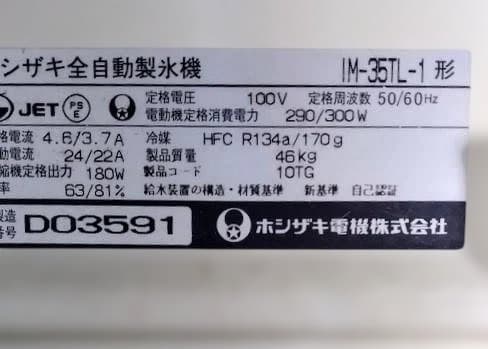 シザキ全自動製氷機 IM-35TL-1 形
JET PSE 定格電圧 100V 定格周波数 50/60Hz
電動機定格消費電力 290/300W
格電流 4.6/3.7A 冷媒 HFC R134a/170g
動電流 24/22A 製品質量 46kg
縮機定格出力 180W 製品コード 10TG
率 63/81% 給水装置の構造・材質基準 新基準 自己認証
製造
番号 D03591 ホシザキ電機株式会社